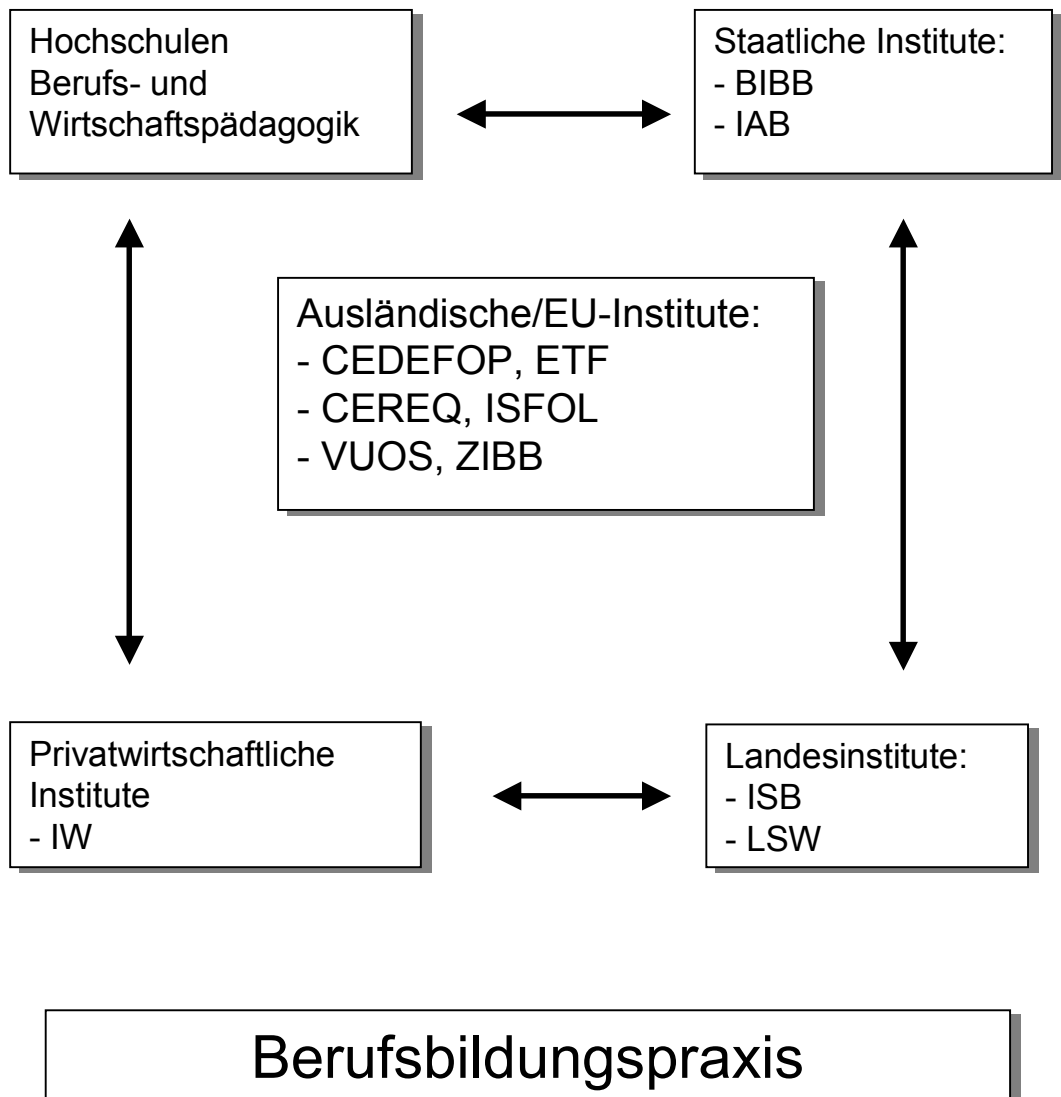 Hochschulen
Berufs- und
Wirtschaftspädagogik
Staatliche Institute:
- BIBB
- IAB
Ausländische/EU-Institute:
- CEDEFOP, ETF
- CEREQ, ISFOL
- VUOS, ZIBB
Privatwirtschaftliche
Institute
- IW
Landesinstitute:
- ISB
- LSW
Berufsbildungspraxis